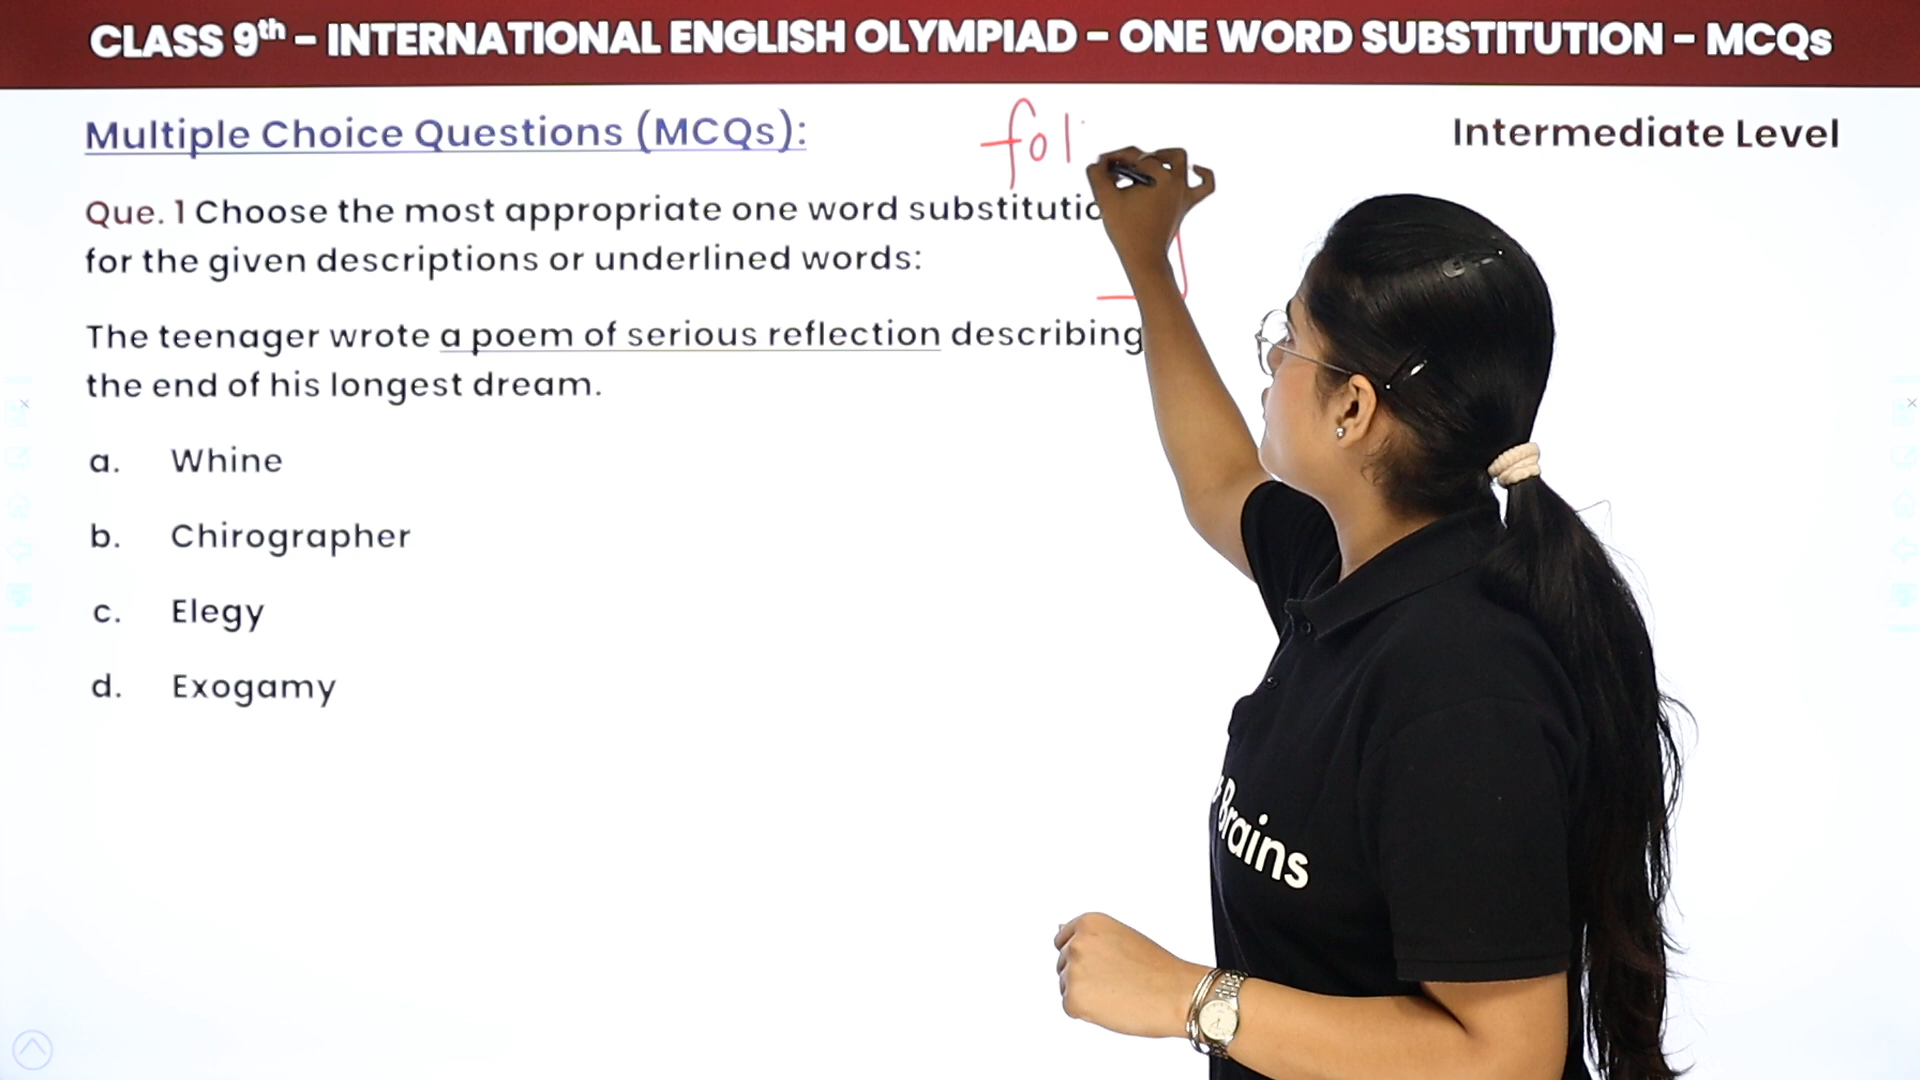 CLASS 9th – INTERNATIONAL ENGLISH OLYMPIAD – ONE WORD SUBSTITUTION – MCQs
Multiple Choice Questions (MCQs):
fol
Intermediate Level
Que. 1 Choose the most appropriate one word
for the given descriptions or underlined words:
The teenager wrote a poem of serious reflection describing
the end of his longest dream.
a. Whine
b. Chirographer
c. Elegy
d. Exogamy
Brains